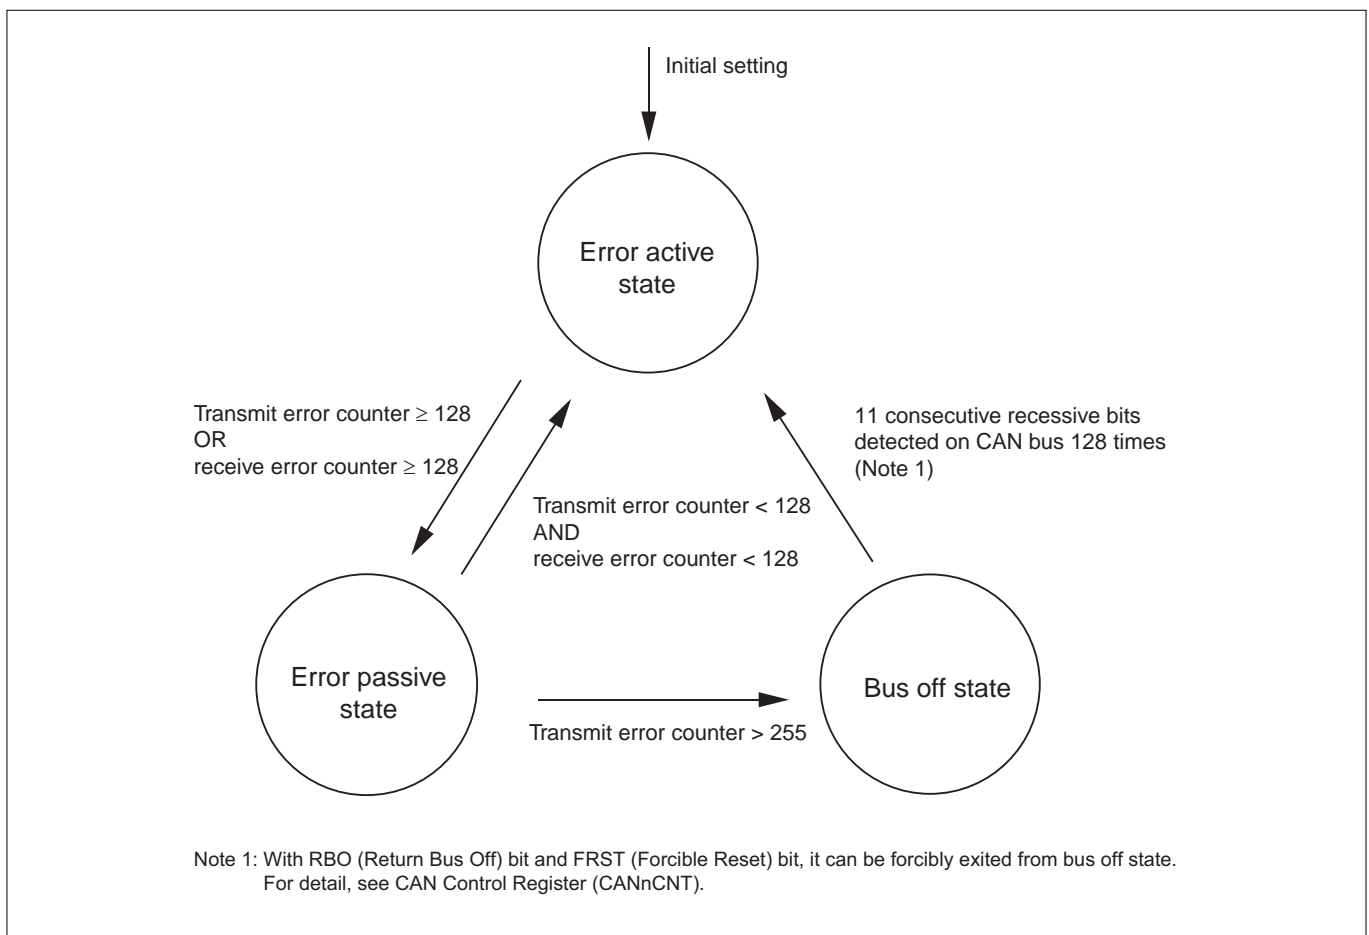 Initial setting
Error active
state
Transmit error counter ≥ 128
OR
receive error counter ≥ 128
11 consecutive recessive bits
detected on CAN bus 128 times
(Note 1)
Transmit error counter < 128
AND
receive error counter < 128
Error passive
state
Bus off state
Transmit error counter > 255
Note 1: With RBO (Return Bus Off) bit and FRST (Forcible Reset) bit, it can be forcibly exited from bus off state.
For detail, see CAN Control Register (CANnCNT).